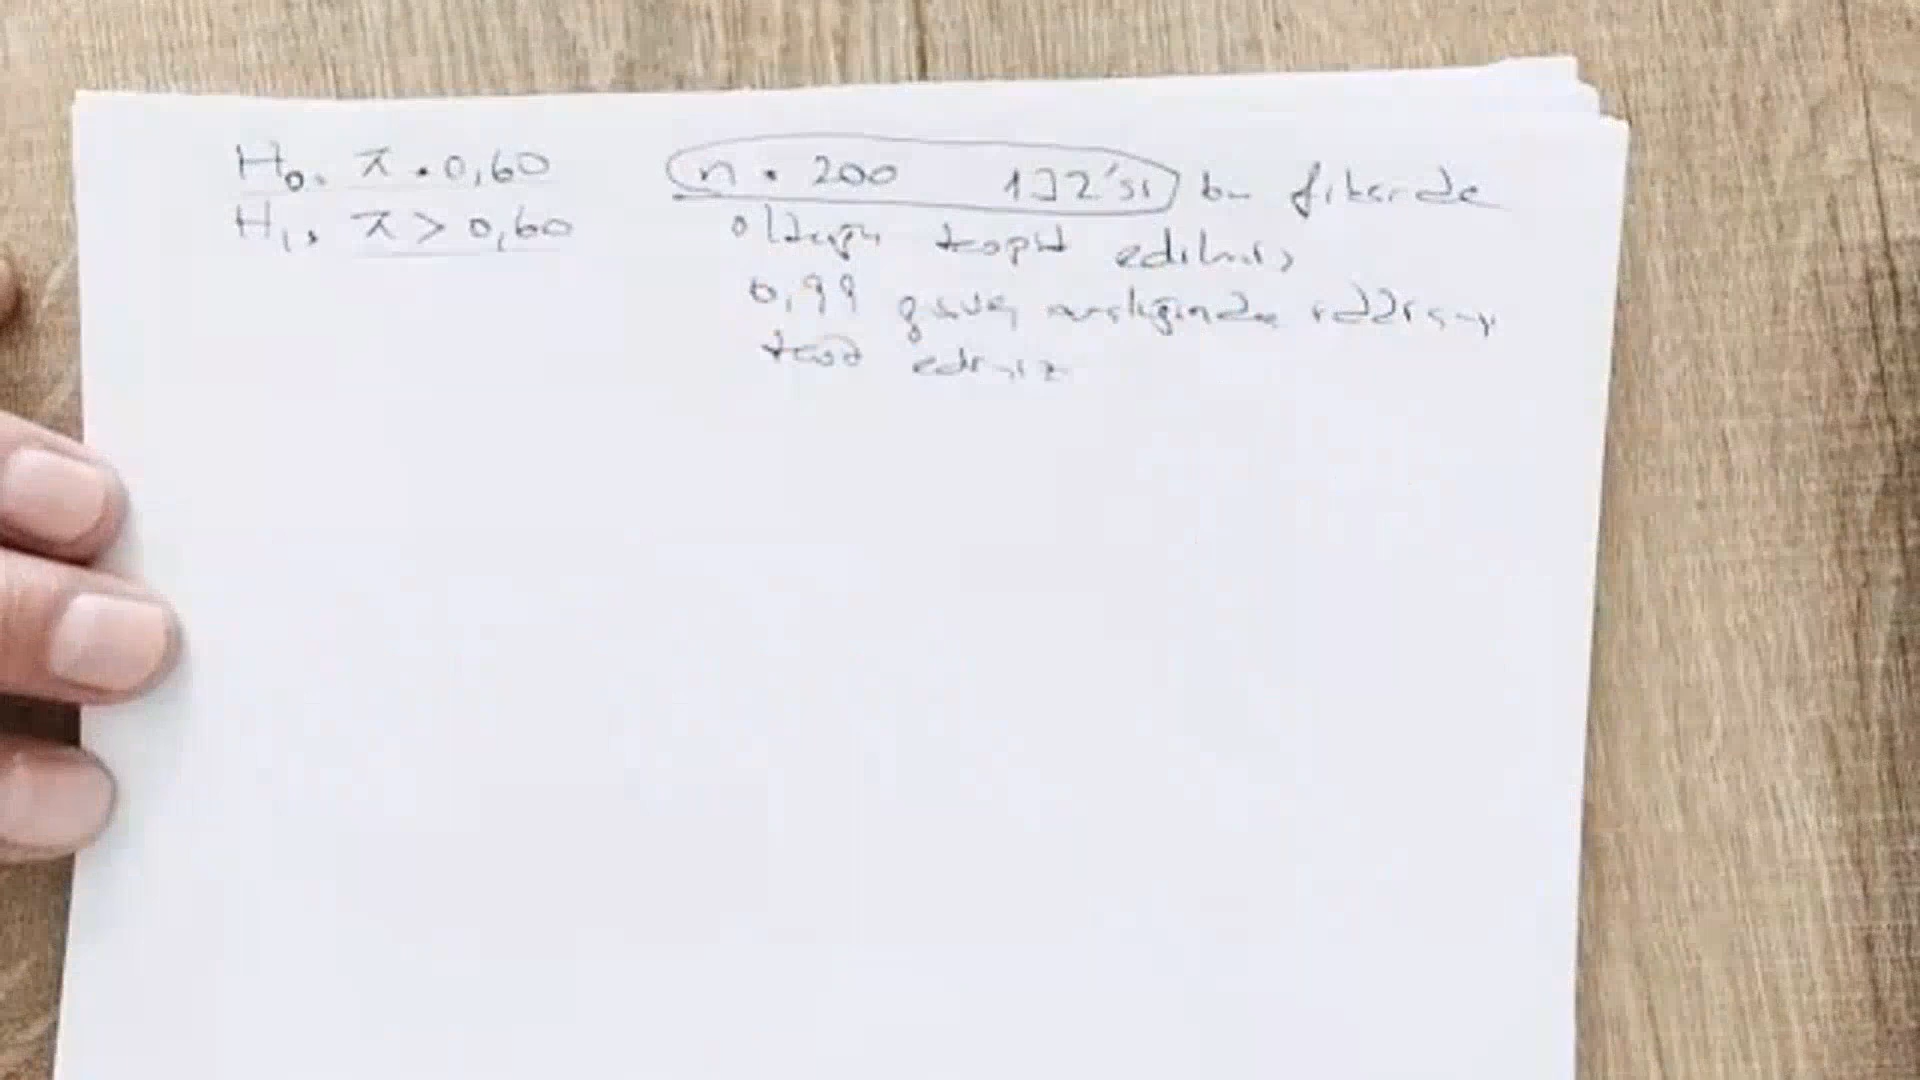 H0: π = 0,60
H1: π > 0,60
n = 200 132'si bu fikirde
olduğu tespit edilmiş
0,99 güven aralığında iddiasını
test ediniz